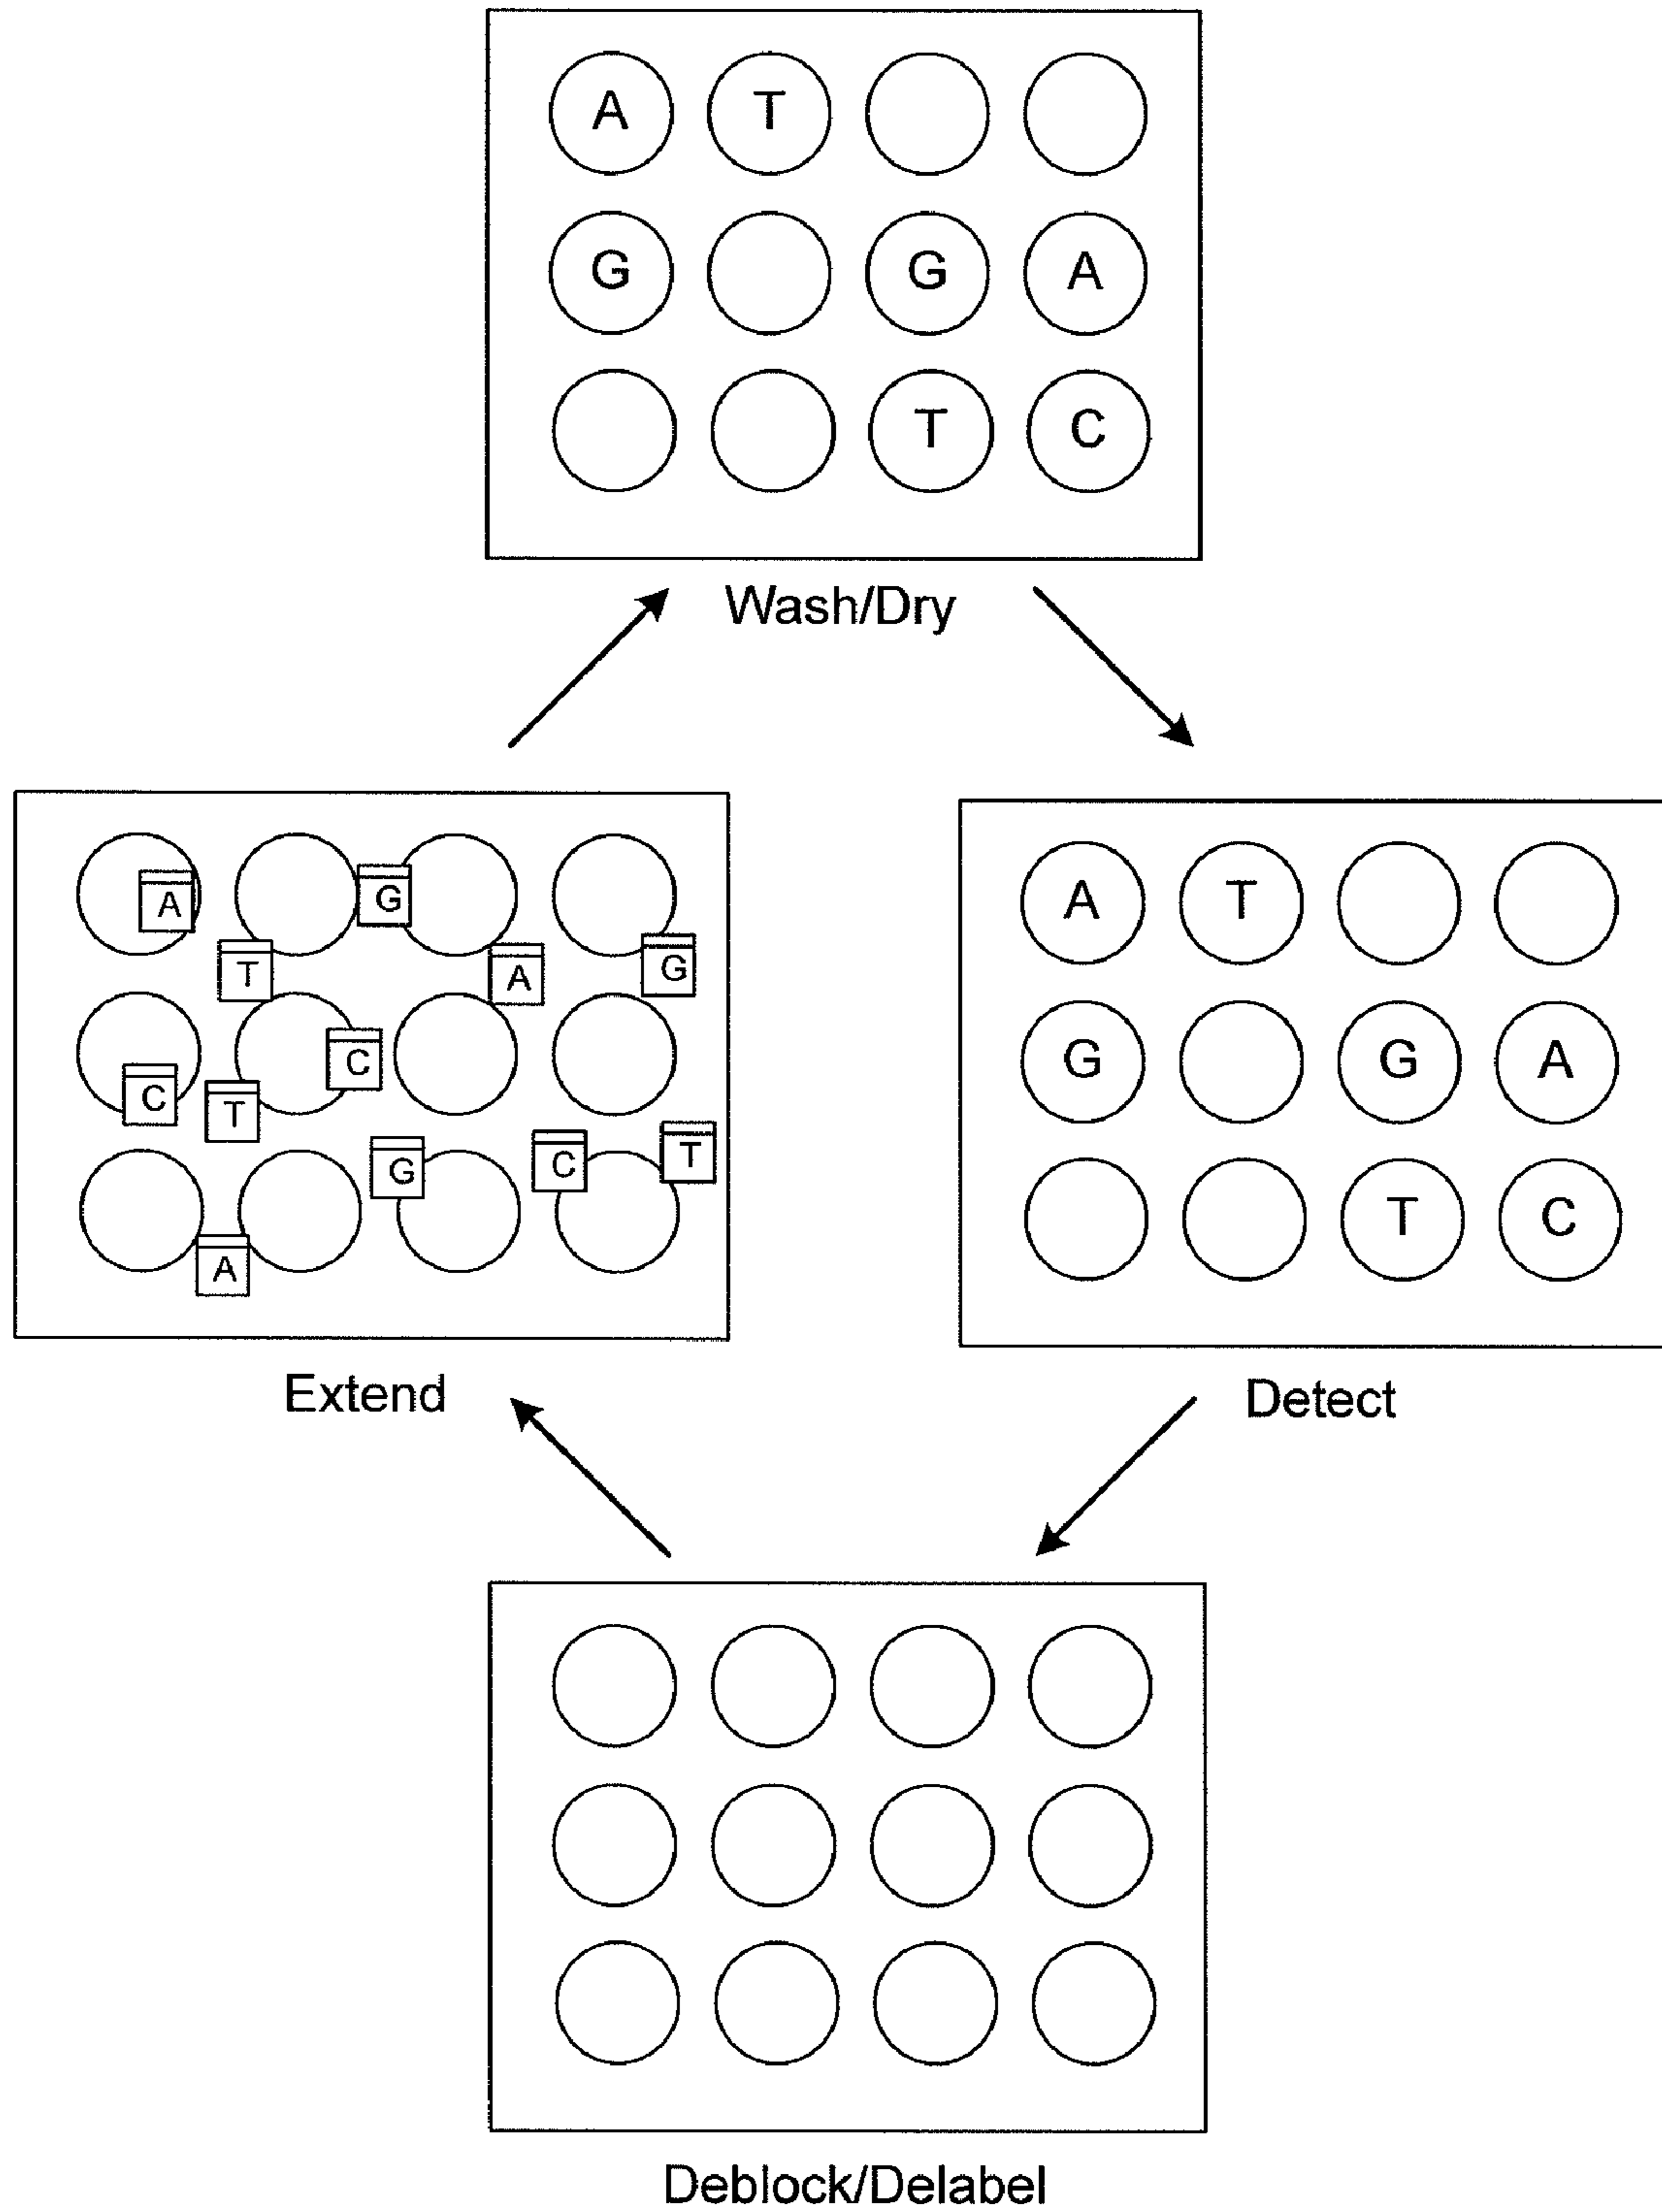 A T
G G A
T C
Wash/Dry
A G
T A G
C C
T
G C T
A
Extend
A T
G G A
T C
Detect
Deblock/Delabel